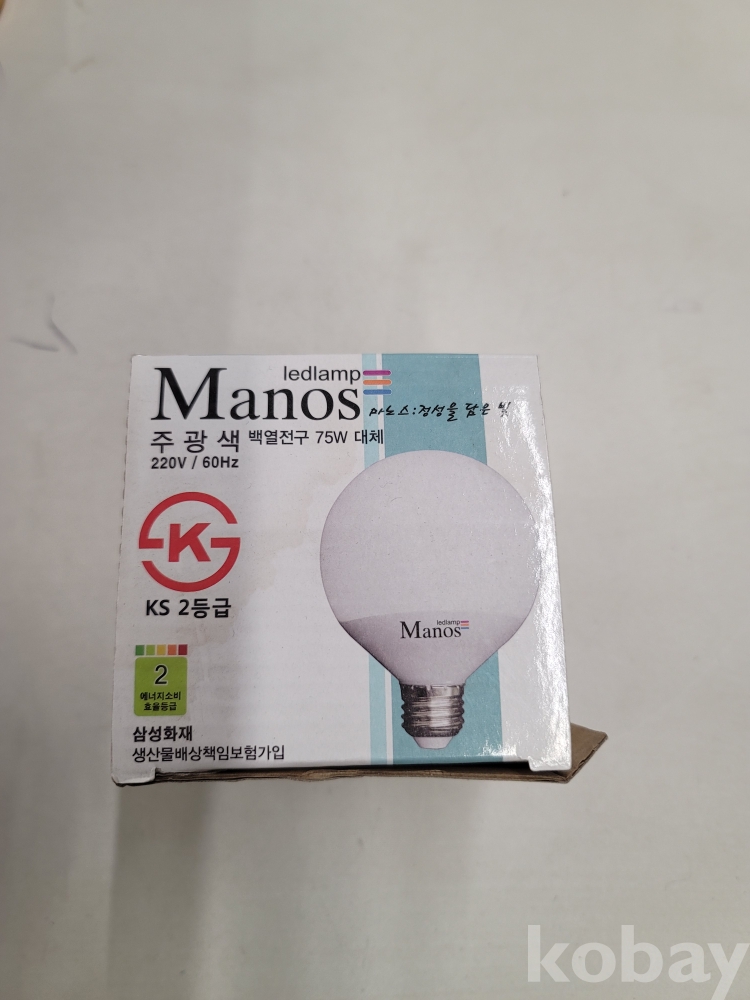 ledlamp
Manos
마노스:정성을 담은 빛
주광색 백열전구 75W 대체
220V / 60Hz
KS 2등급
ledlamp
Manos
2
에너지소비
효율등급
삼성화재
생산물배상책임보험가입
kobay